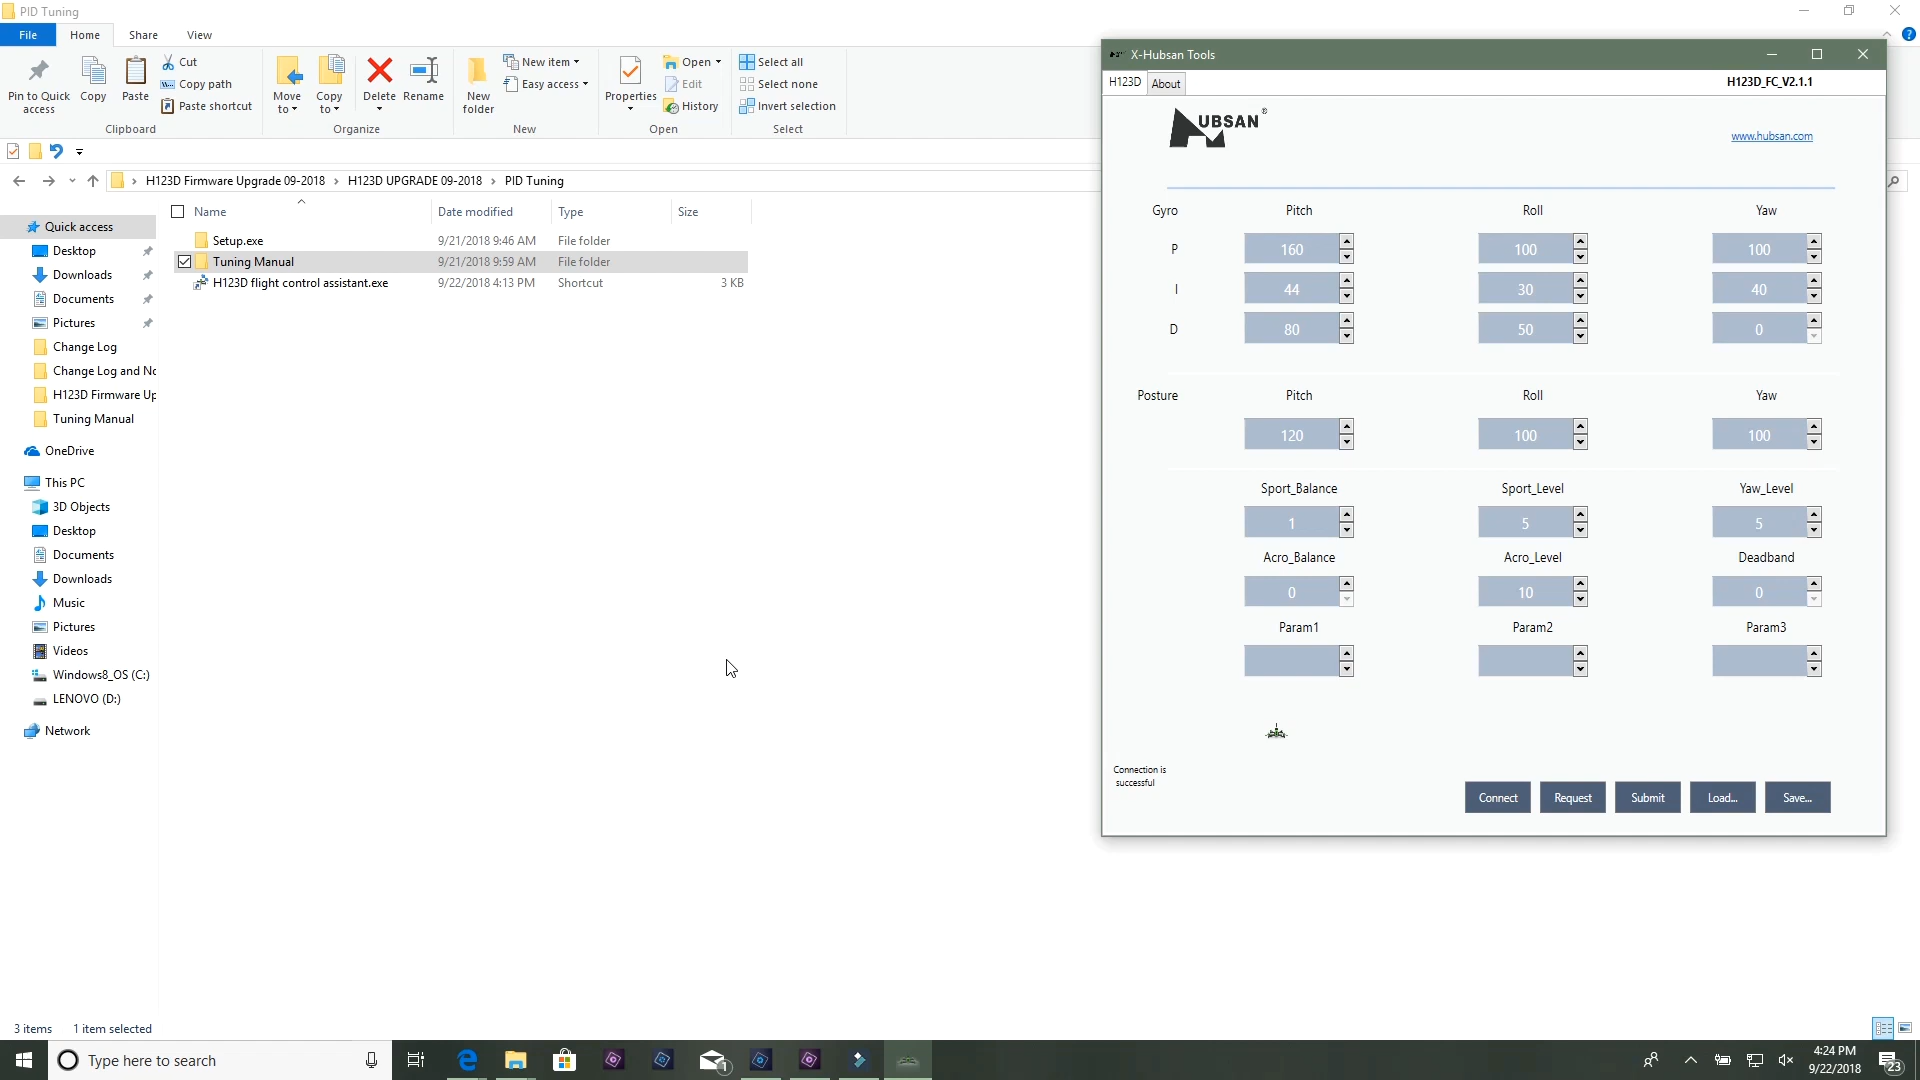 PID Tuning
File Home Share View
Pin to Quick access
Copy
Paste
Cut
Copy path
Paste shortcut
Clipboard
Move to
Copy to
Delete
Rename
Organize
New folder
New item
Easy access
New
Properties
Open
Edit
History
Open
Select all
Select none
Invert selection
Select
H123D Firmware Upgrade 09-2018 › H123D UPGRADE 09-2018 › PID Tuning
Name Date modified Type Size
Setup.exe 9/21/2018 9:46 AM File folder
Tuning Manual 9/21/2018 9:59 AM File folder
H123D flight control assistant.exe 9/22/2018 4:13 PM Shortcut 3 KB
Quick access
Desktop
Downloads
Documents
Pictures
Change Log
Change Log and No
H123D Firmware Up
Tuning Manual
OneDrive
This PC
3D Objects
Desktop
Documents
Downloads
Music
Pictures
Videos
Windows8_OS (C:)
LENOVO (D:)
Network
3 items 1 item selected
X-Hubsan Tools
H123D About H123D_FC_V2.1.1
UBSAN ®
www.hubsan.com
Gyro Pitch Roll Yaw
P 160 100 100
I 44 30 40
D 80 50 0
Posture Pitch Roll Yaw
120 100 100
Sport_Balance Sport_Level Yaw_Level
1 5 5
Acro_Balance Acro_Level Deadband
0 10 0
Param1 Param2 Param3
Connection is
successful
Connect Request Submit Load... Save...
Type here to search
1
4:24 PM
9/22/2018
23